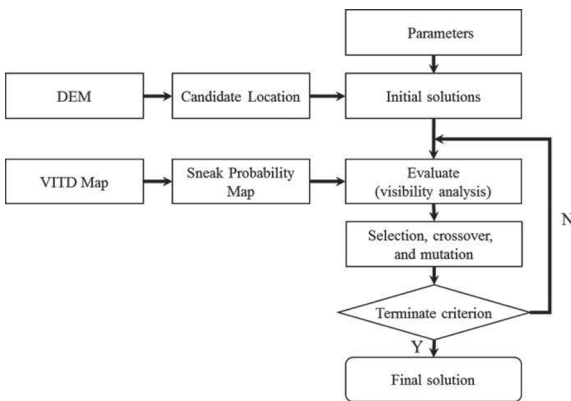 Parameters
DEM
Candidate Location
Initial solutions
VITD Map
Sneak Probability
Map
Evaluate
(visibility analysis)
N
Selection, crossover,
and mutation
Terminate criterion
Y
Final solution